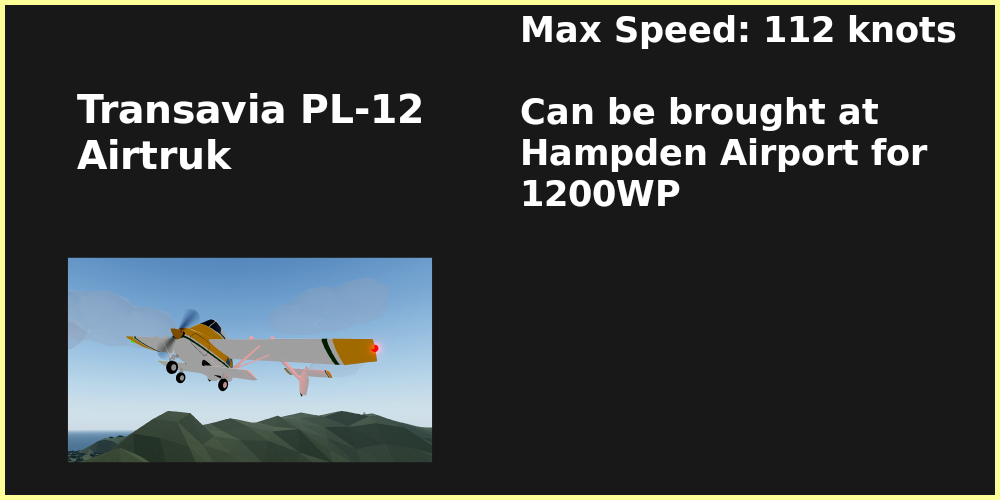 Transavia PL-12
Airtruk
Max Speed: 112 knots
Can be brought at
Hampden Airport for
1200WP